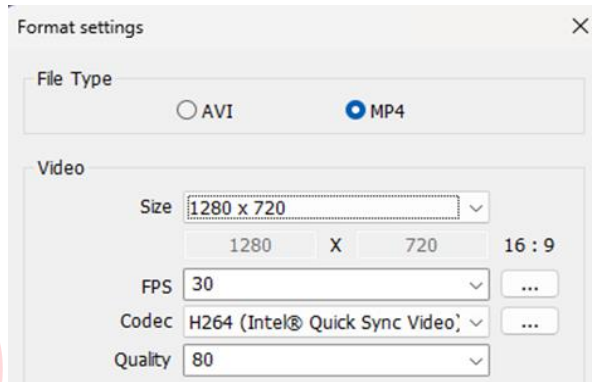 Format settings
File Type
AVI MP4
Video
Size 1280 x 720
1280 X 720 16 : 9
FPS 30 ...
Codec H264 (Intel® Quick Sync Video) ...
Quality 80